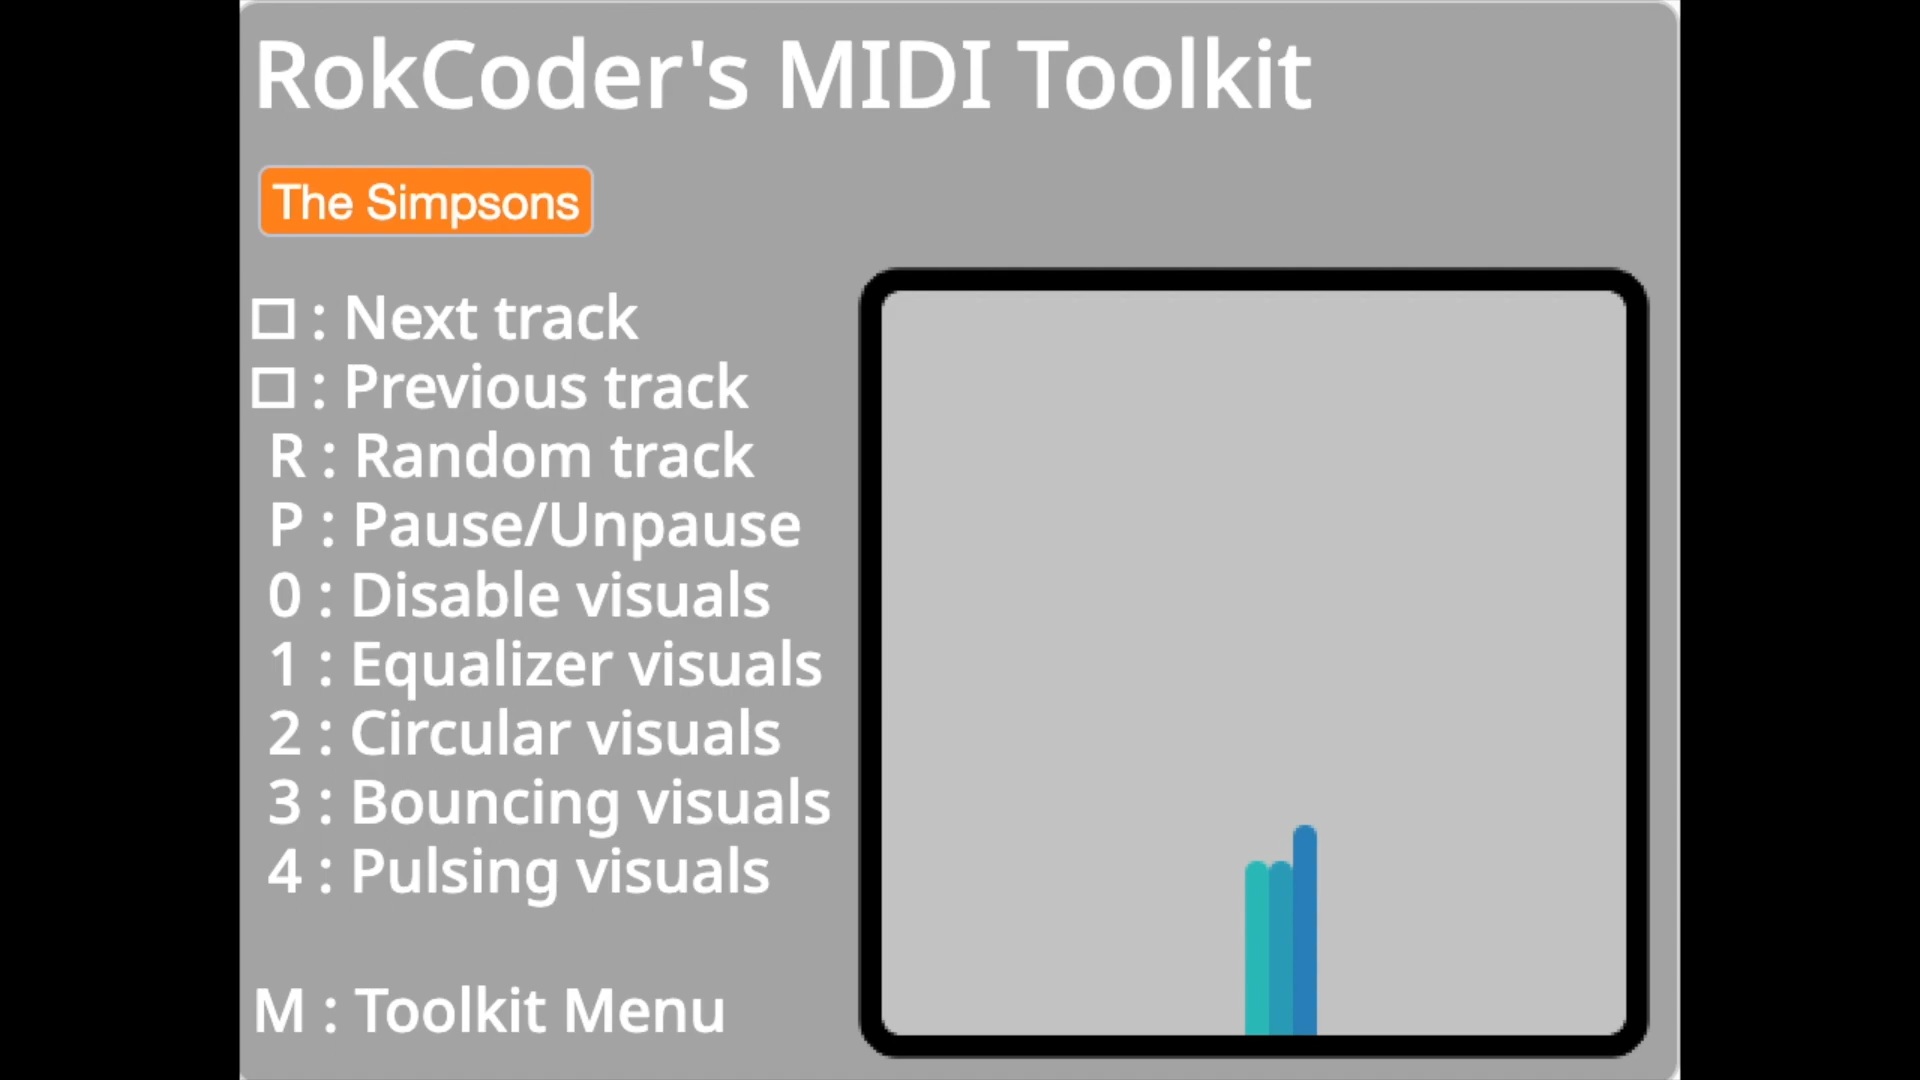 RokCoder's MIDI Toolkit
The Simpsons
□ : Next track
□ : Previous track
R : Random track
P : Pause/Unpause
0 : Disable visuals
1 : Equalizer visuals
2 : Circular visuals
3 : Bouncing visuals
4 : Pulsing visuals
M : Toolkit Menu